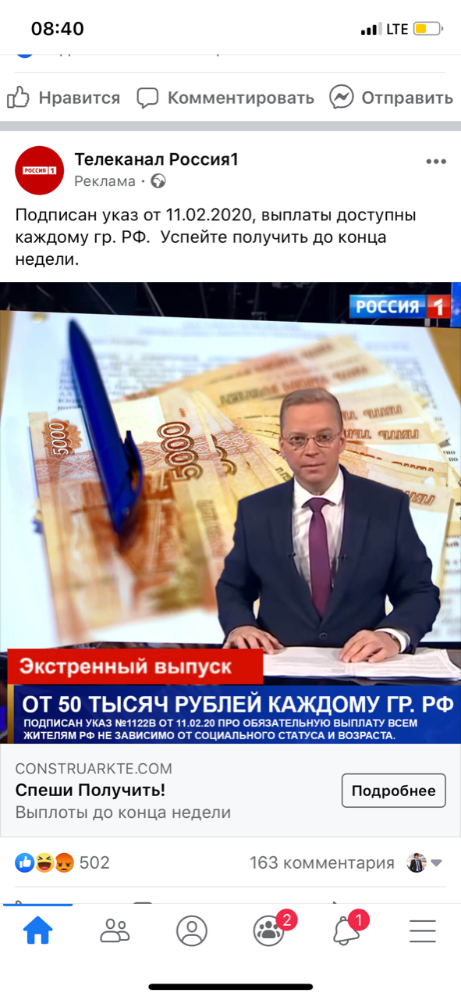 08:40
LTE
Нравится
Комментировать
Отправить
РОССИЯ 1
Телеканал Россия1
Реклама ·
Подписан указ от 11.02.2020, выплаты доступны
каждому гр. РФ. Успейте получить до конца
недели.
РОССИЯ 1
5000
5000
Экстренный выпуск
ОТ 50 ТЫСЯЧ РУБЛЕЙ КАЖДОМУ ГР. РФ
ПОДПИСАН УКАЗ №1122В ОТ 11.02.20 ПРО ОБЯЗАТЕЛЬНУЮ ВЫПЛАТУ ВСЕМ
ЖИТЕЛЯМ РФ НЕ ЗАВИСИМО ОТ СОЦИАЛЬНОГО СТАТУСА И ВОЗРАСТА.
CONSTRUARKTE.COM
Спеши Получить!
Выплоты до конца недели
Подробнее
502
163 комментария
2
1